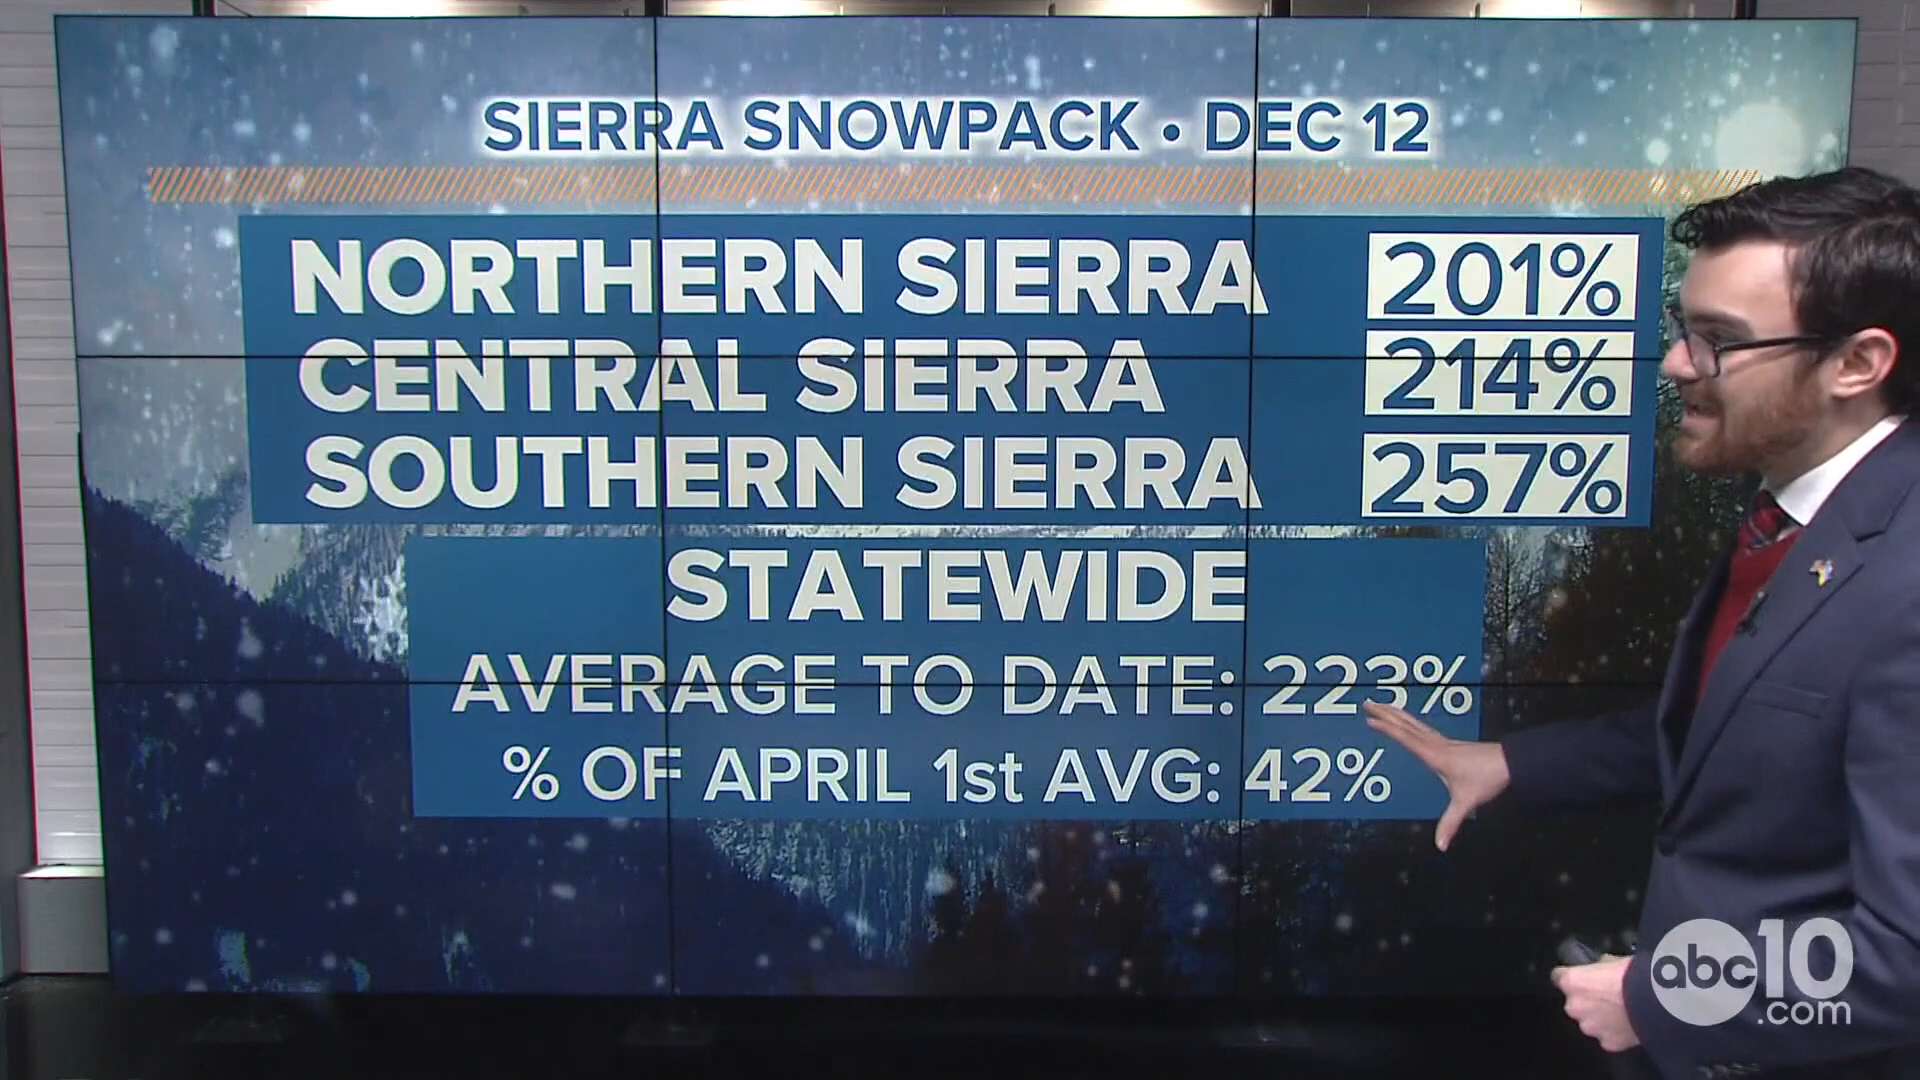 SIERRA SNOWPACK • DEC 12
NORTHERN SIERRA 201%
CENTRAL SIERRA 214%
SOUTHERN SIERRA 257%
STATEWIDE
AVERAGE TO DATE: 223%
% OF APRIL 1st AVG: 42%
abc10
.com